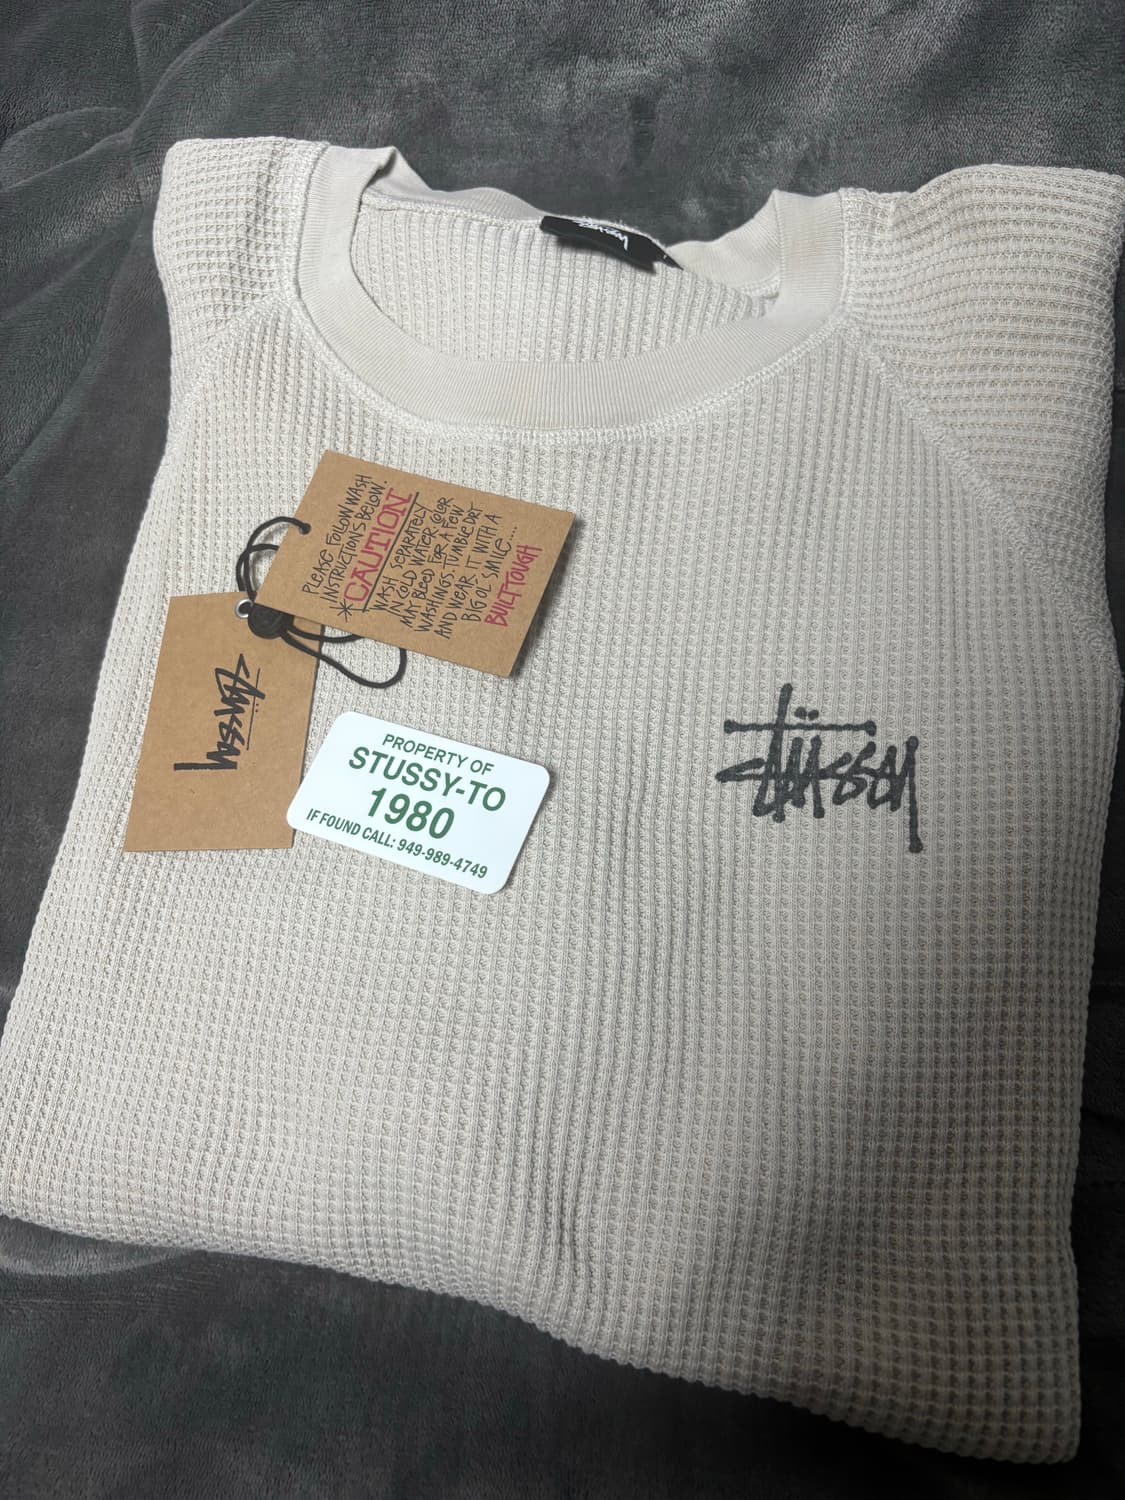 Stüssy
PLEASE FOLLOW WASH
INSTRUCTIONS BELOW.
*CAUTION
WASH SEPARATELY
IN COLD WATER COLOR
MAY BLEED FOR A FEW
WASHINGS·TUMBLE DRY
AND WEAR IT WITH A
BIG OL·SMILE....
BUILT TOUGH
Stüssy
Stüssy
PROPERTY OF
STUSSY-TO
1980
IF FOUND CALL: 949-989-4749